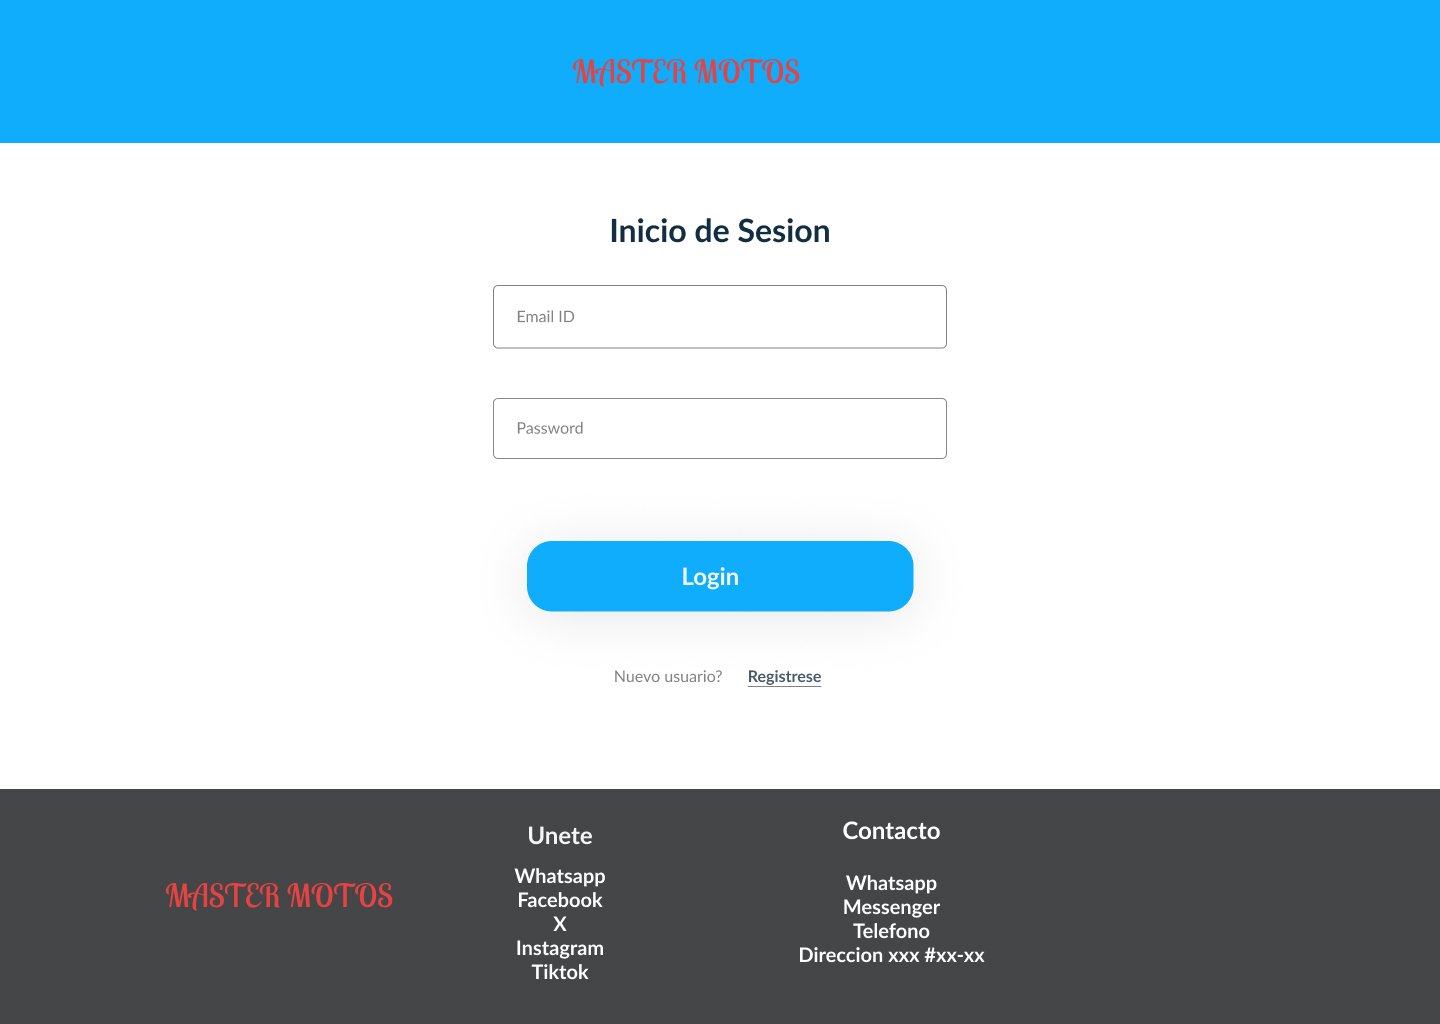 MASTER MOTOS
Inicio de Sesion
Email ID
Password
Login
Nuevo usuario? Registrese
MASTER MOTOS
Unete
Whatsapp
Facebook
X
Instagram
Tiktok
Contacto
Whatsapp
Messenger
Telefono
Direccion xxx #xx-xx